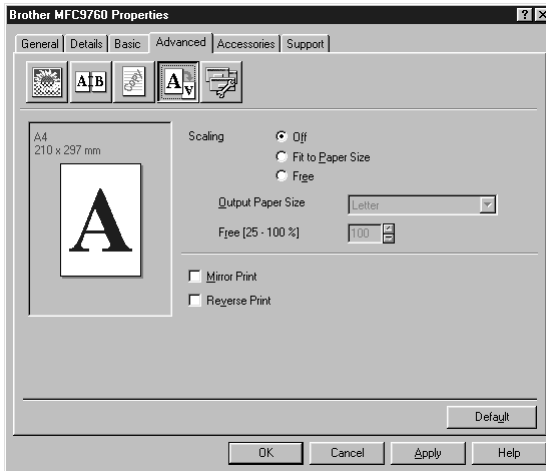 Brother MFC9760 Properties
General Details Basic Advanced Accessories Support
A B
A
A4
210 x 297 mm
A
Scaling
Off
Fit to Paper Size
Free
Output Paper Size Letter
Free [25 - 100 %] 100
Mirror Print
Reverse Print
Default
OK Cancel Apply Help